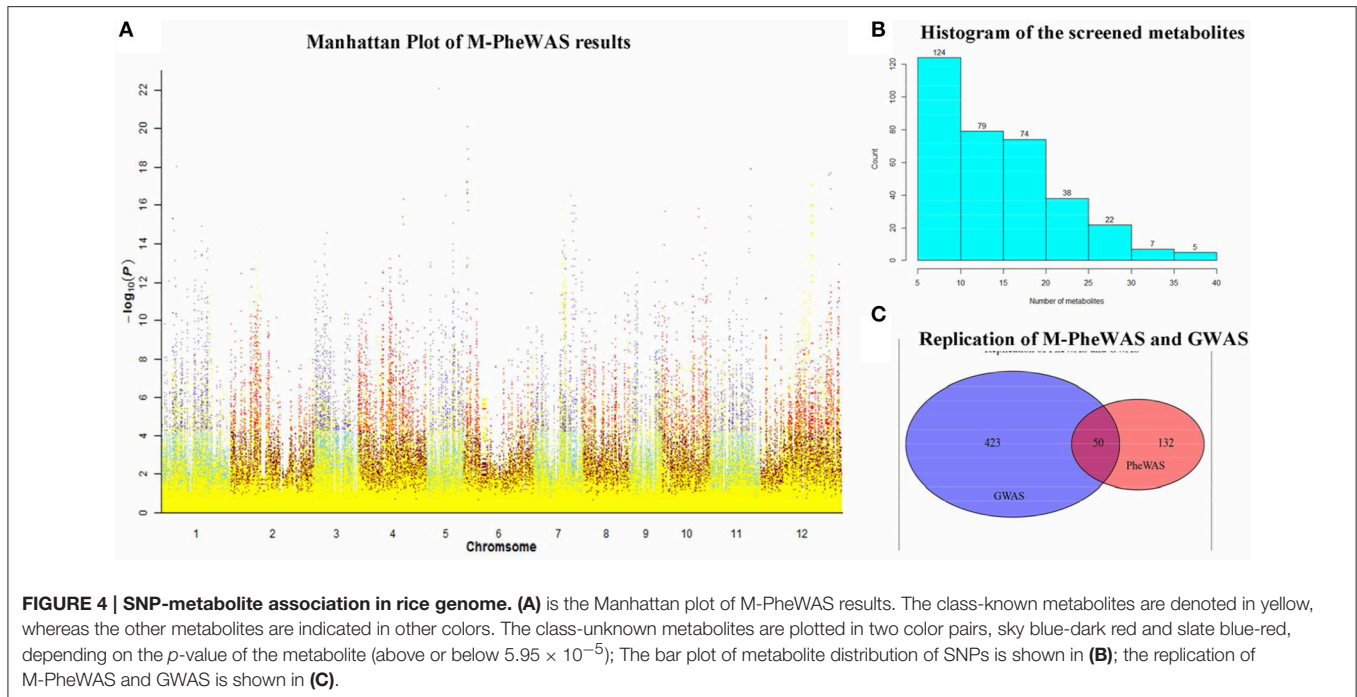 A
Manhattan Plot of M-PheWAS results
22
20
18
16
14
12
10
8
6
4
2
0
−log10(P)
1 2 3 4 5 6 7 8 9 10 11 12
Chromsome
B
Histogram of the screened metabolites
120
100
80
60
40
20
0
Count
124
79
74
38
22
7
5
5 10 15 20 25 30 35 40
Number of metabolites
C
Replication of M-PheWAS and GWAS
Replication of PheWAS and GWAS
423 50 132
PheWAS
GWAS
FIGURE 4 | SNP-metabolite association in rice genome. (A) is the Manhattan plot of M-PheWAS results. The class-known metabolites are denoted in yellow,
whereas the other metabolites are indicated in other colors. The class-unknown metabolites are plotted in two color pairs, sky blue-dark red and slate blue-red,
depending on the p-value of the metabolite (above or below 5.95 × 10−5); The bar plot of metabolite distribution of SNPs is shown in (B); the replication of
M-PheWAS and GWAS is shown in (C).